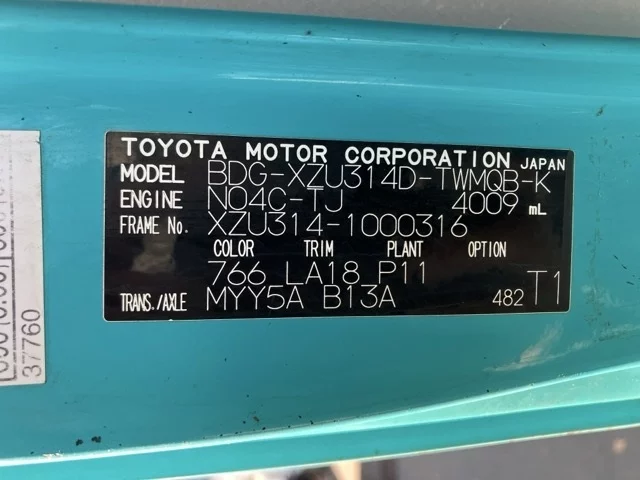 TOYOTA MOTOR CORPORATION JAPAN
MODEL BDG-XZU314D-TWMQB-K
ENGINE N04C-TJ 4009 mL
FRAME No. XZU314-1000316
COLOR TRIM PLANT OPTION
766 LA18 P11
TRANS./AXLE MYY5A B13A 482 T1
37760